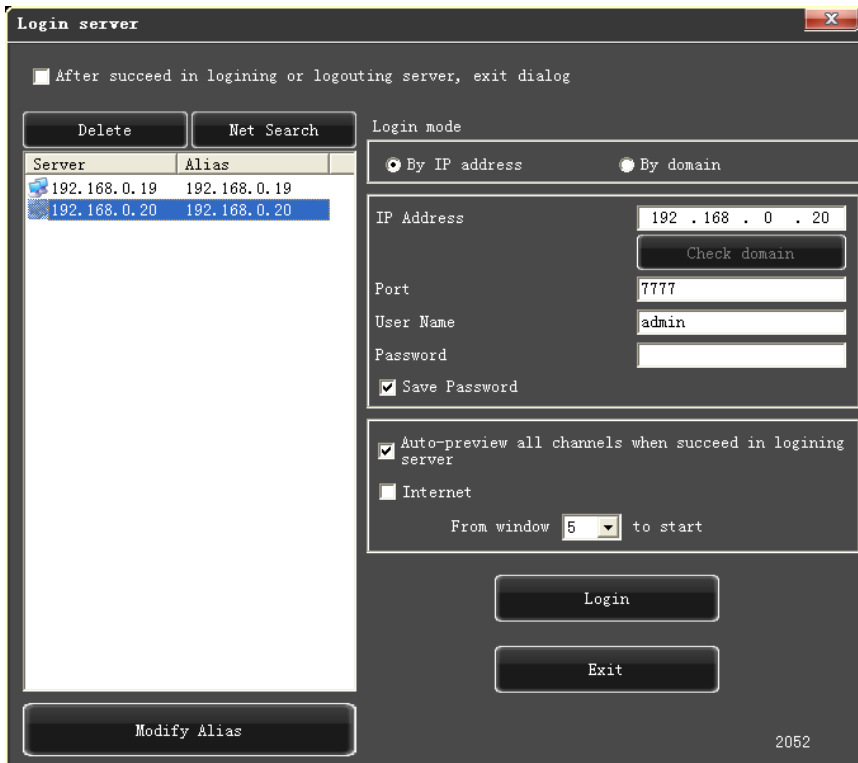 Login server
After succeed in logining or logouting server, exit dialog
Delete
Net Search
Login mode
Server
Alias
By IP address
By domain
192.168.0.19
192.168.0.19
192.168.0.20
192.168.0.20
IP Address
192 .168 . 0 . 20
Check domain
Port
7777
User Name
admin
Password
Save Password
Auto-preview all channels when succeed in logining
server
Internet
From window
5
to start
Login
Exit
Modify Alias
2052